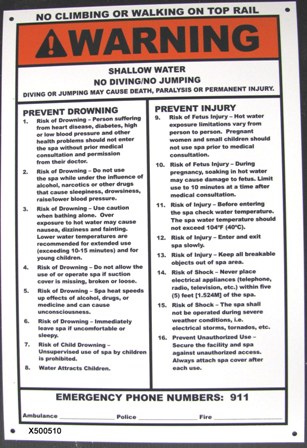 NO CLIMBING OR WALKING ON TOP RAIL
WARNING
SHALLOW WATER
NO DIVING/NO JUMPING
DIVING OR JUMPING MAY CAUSE DEATH, PARALYSIS OR PERMANENT INJURY.
PREVENT DROWNING
1. Risk of Drowning – Person suffering
from heart disease, diabetes, high
or low blood pressure and other
health problems should not enter
the spa without prior medical
consultation and permission
from their doctor.
2. Risk of Drowning – Do not use
the spa while under the influence of
alcohol, narcotics or other drugs
that cause sleepiness, drowsiness,
raise/lower blood pressure.
3. Risk of Drowning – Use caution
when bathing alone. Over
exposure to hot water may cause
nausea, dizziness and fainting.
Lower water temperatures are
recommended for extended use
(exceeding 10-15 minutes) and for
young children.
4. Risk of Drowning – Do not allow the
use of or operate spa if suction
cover is missing, broken or loose.
5. Risk of Drowning – Spa heat speeds
up effects of alcohol, drugs, or
medicine and can cause
unconsciousness.
6. Risk of Drowning – Immediately
leave spa if uncomfortable or
sleepy.
7. Risk of Child Drowning –
Unsupervised use of spa by children
is prohibited.
8. Water Attracts Children.
PREVENT INJURY
9. Risk of Fetus Injury – Hot water
exposure limitations vary from
person to person. Pregnant
women and small children should
not use spa prior to medical
consultation.
10. Risk of Fetus Injury – During
pregnancy, soaking in hot water
may cause damage to fetus. Limit
use to 10 minutes at a time after
medical consultation.
11. Risk of Injury – Before entering
the spa check water temperature.
The spa water temperature should
not exceed 104°F (40°C).
12. Risk of Injury – Enter and exit
spa slowly.
13. Risk of Injury – Keep all breakable
objects out of spa area.
14. Risk of Shock – Never place
electrical appliances (telephone,
radio, television, etc.) within five
(5) feet [1.524M] of the spa.
15. Risk of Shock – The spa shall
not be operated during severe
weather conditions, i.e.
electrical storms, tornados, etc.
16. Prevent Unauthorized Use –
Secure the facility and spa
against unauthorized access.
Always attach spa cover after
each use.
EMERGENCY PHONE NUMBERS: 911
Ambulance Police Fire
X500510